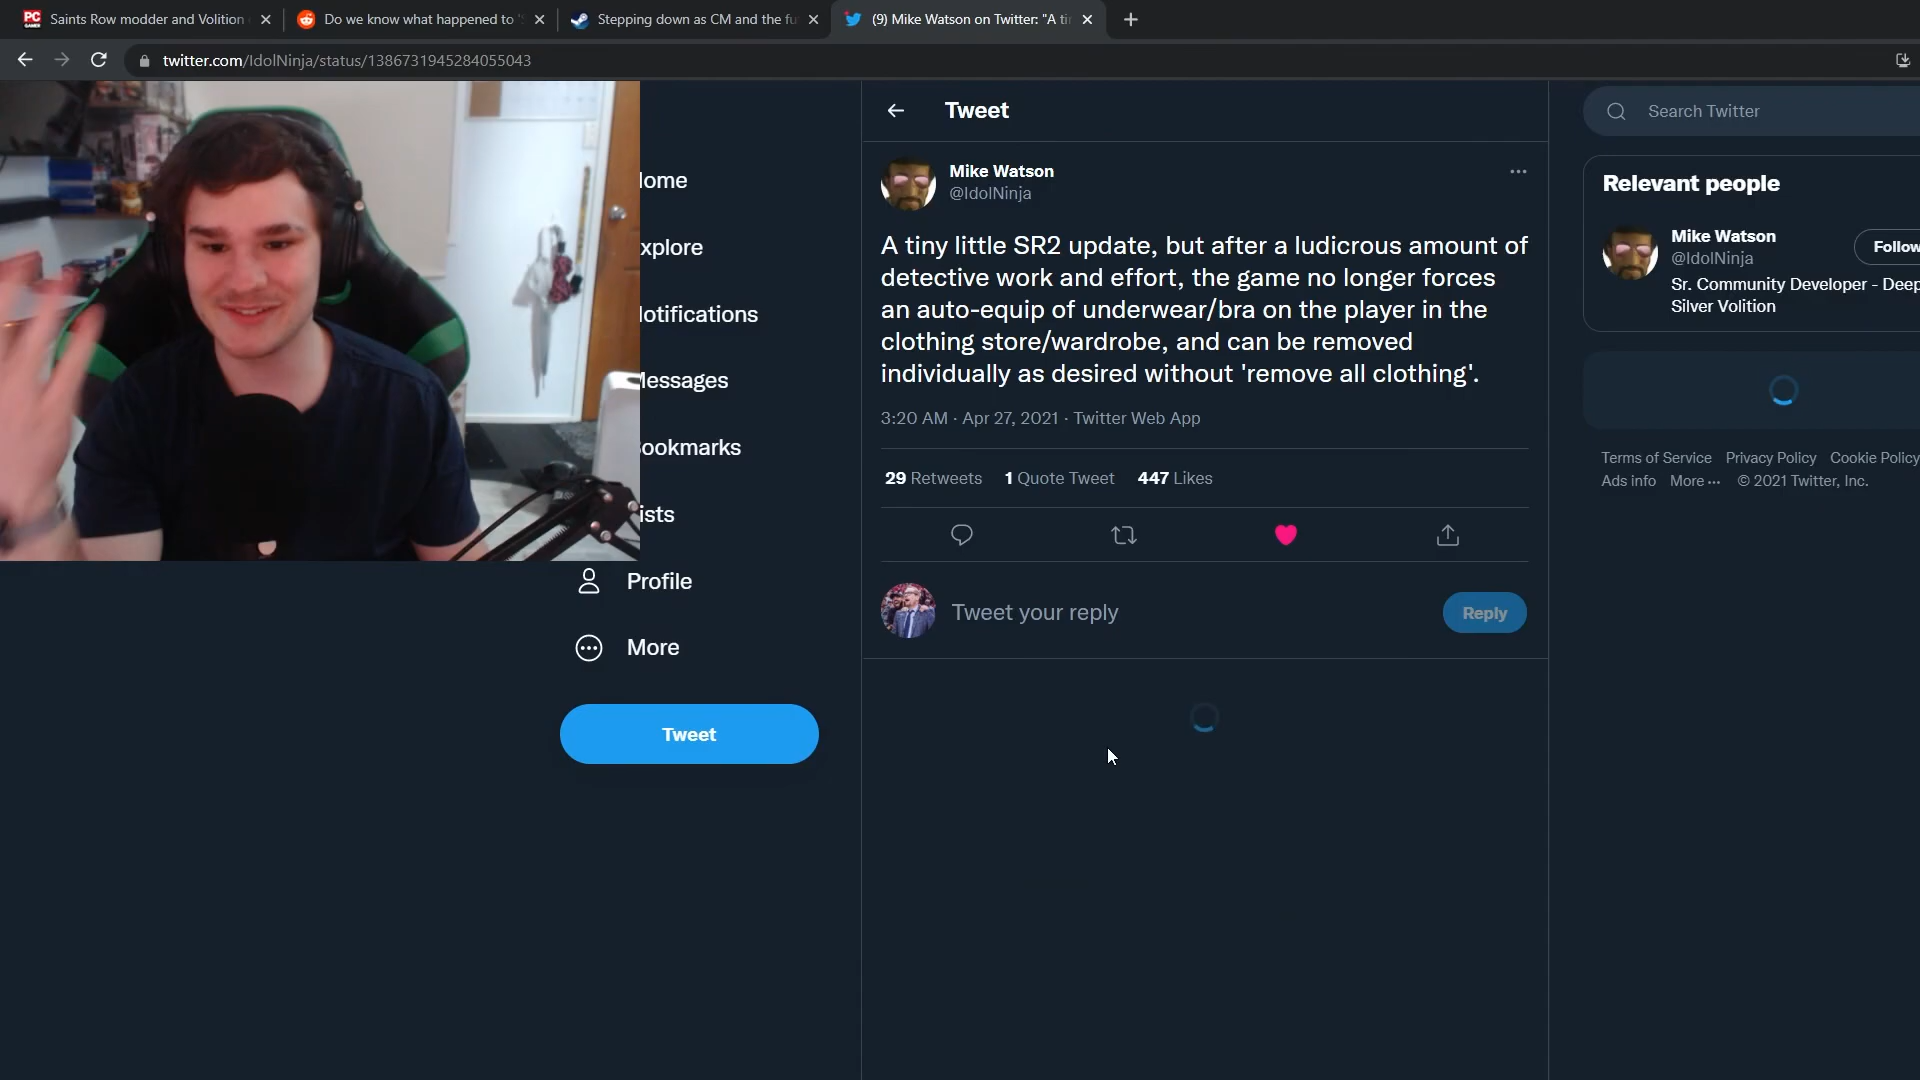 Saints Row modder and Volition
Do we know what happened to
Stepping down as CM and the fu
(9) Mike Watson on Twitter: "A ti
twitter.com/IdolNinja/status/1386731945284055043
Tweet
Search Twitter
Mike Watson
@IdolNinja
A tiny little SR2 update, but after a ludicrous amount of
detective work and effort, the game no longer forces
an auto-equip of underwear/bra on the player in the
clothing store/wardrobe, and can be removed
individually as desired without 'remove all clothing'.
3:20 AM · Apr 27, 2021 · Twitter Web App
29 Retweets 1 Quote Tweet 447 Likes
Tweet your reply
Reply
ome
xplore
otifications
essages
ookmarks
ists
Profile
More
Tweet
Relevant people
Mike Watson
@IdolNinja
Follow
Sr. Community Developer - Deep
Silver Volition
Terms of Service Privacy Policy Cookie Policy
Ads info More ··· © 2021 Twitter, Inc.